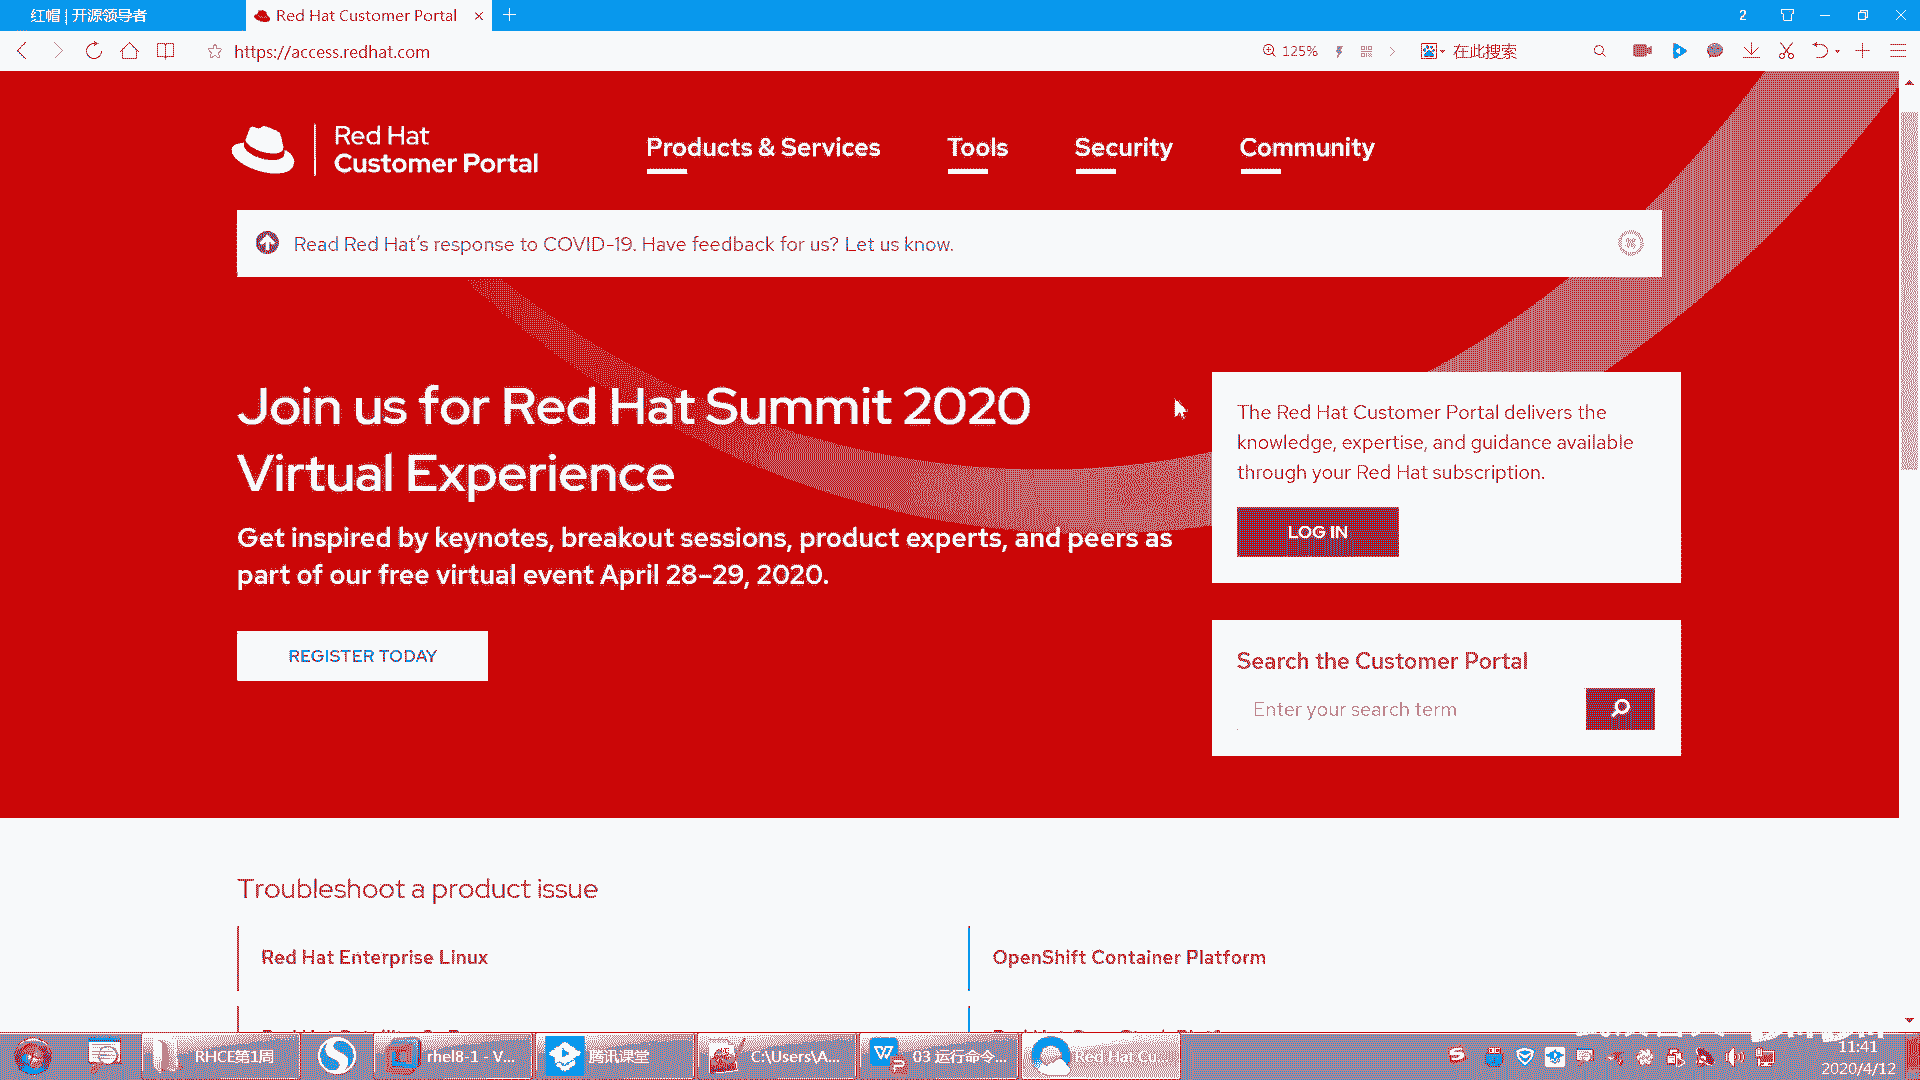 红帽 | 开源领导者
Red Hat Customer Portal
2
https://access.redhat.com
125%
在此搜索
Red Hat
Customer Portal
Products & Services
Tools
Security
Community
Read Red Hat's response to COVID-19. Have feedback for us? Let us know.
Join us for Red Hat Summit 2020
Virtual Experience
Get inspired by keynotes, breakout sessions, product experts, and peers as
part of our free virtual event April 28–29, 2020.
REGISTER TODAY
The Red Hat Customer Portal delivers the
knowledge, expertise, and guidance available
through your Red Hat subscription.
LOG IN
Search the Customer Portal
Enter your search term
Troubleshoot a product issue
Red Hat Enterprise Linux
OpenShift Container Platform
RHCE第1周
rhel8-1 - V...
腾讯课堂
C:\Users\A...
03 运行命令...
Red Hat Cu...
11:41
2020/4/12